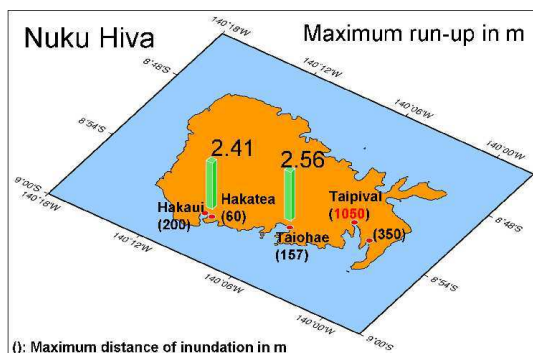 Nuku Hiva
Maximum run-up in m
140°18'W
140°12'W
140°06'W
140°00'W
8°48'S
8°54'S
9°00'S
140°18'W
140°12'W
140°06'W
140°00'W
8°48'S
8°54'S
9°00'S
2.41
2.56
Hakaui
(200)
Hakatea
(60)
Taiohae
(157)
Taipivai
(1050)
(350)
(): Maximum distance of inundation in m